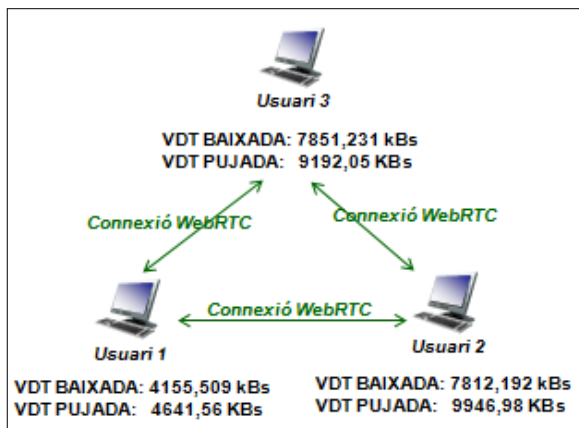 Usuari 3
VDT BAIXADA: 7851,231 kBs
VDT PUJADA: 9192,05 KBs
Connexió WebRTC
Connexió WebRTC
Connexió WebRTC
Usuari 1
Usuari 2
VDT BAIXADA: 4155,509 kBs
VDT PUJADA: 4641,56 KBs
VDT BAIXADA: 7812,192 kBs
VDT PUJADA: 9946,98 KBs